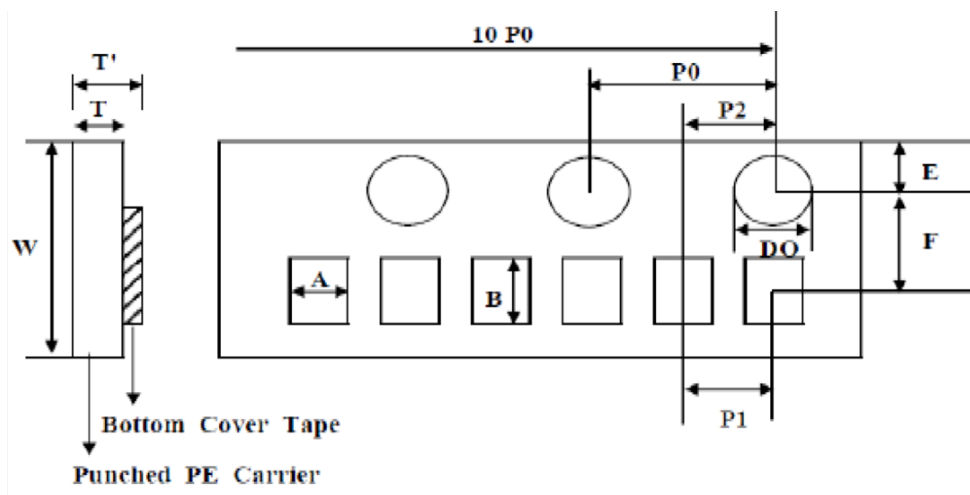 10 P0
T'
P0
T
P2
E
W
F
DO
A
B
P1
Bottom Cover Tape
Punched PE Carrier